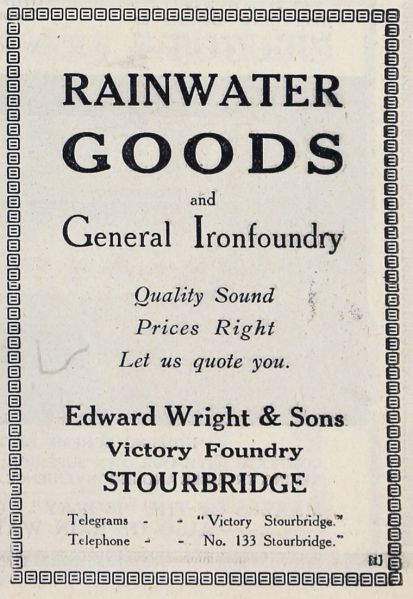 RAINWATER
GOODS
and
General Ironfoundry
Quality Sound
Prices Right
Let us quote you.
Edward Wright & Sons
Victory Foundry
STOURBRIDGE
Telegrams - "Victory Stourbridge."
Telephone - - No. 133 Stourbridge."